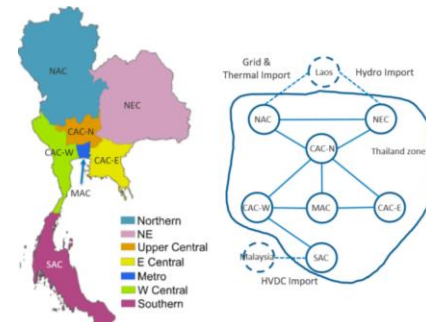 NAC
NEC
CAC-N
CAC-W
CAC-E
MAC
SAC
Northern
NE
Upper Central
E Central
Metro
W Central
Southern
Grid &
Thermal Import
Laos
Hydro Import
NAC
NEC
CAC-N
Thailand zone
CAC-W
MAC
CAC-E
Malaysia
SAC
HVDC Import